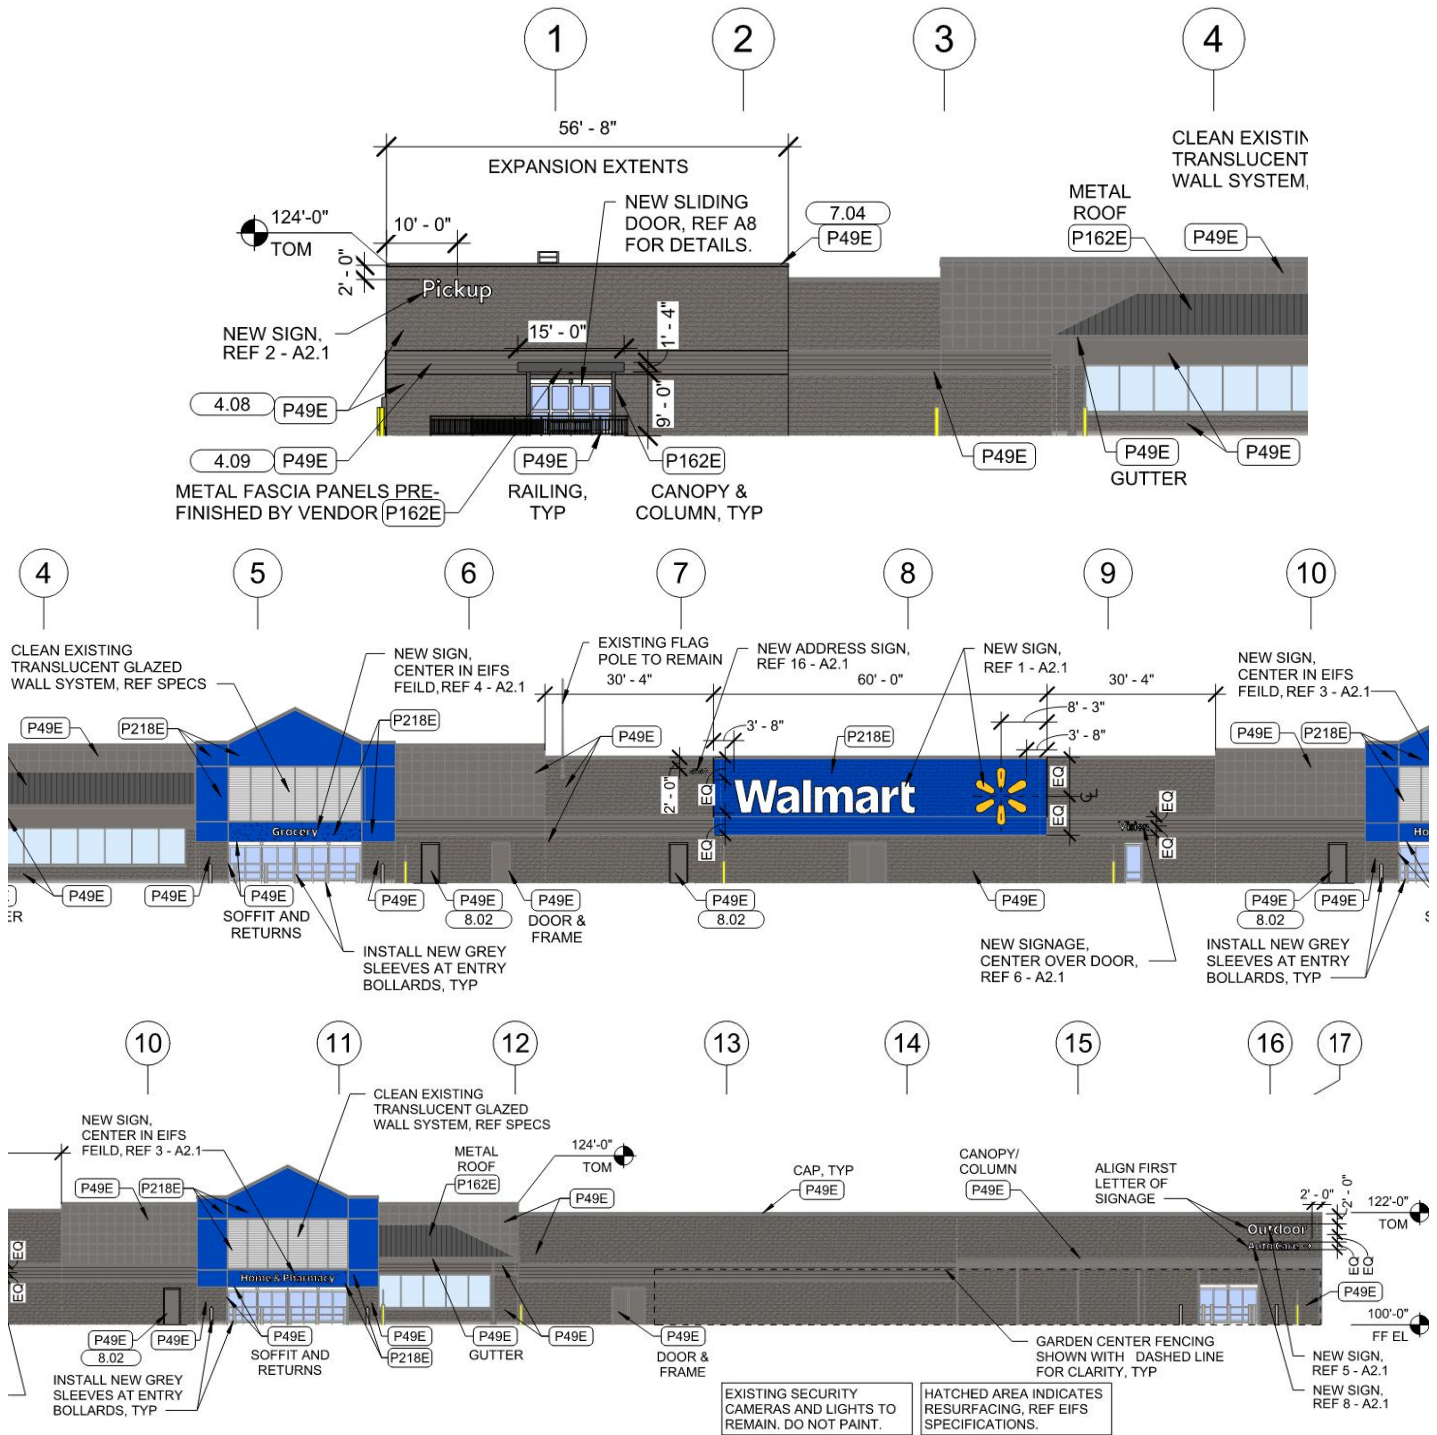 1
2
3
4
56' - 8"
EXPANSION EXTENTS
CLEAN EXISTIN
TRANSLUCENT
WALL SYSTEM,
124'-0"
TOM
10' - 0"
2' - 0"
NEW SLIDING
DOOR, REF A8
FOR DETAILS.
7.04
P49E
METAL
ROOF
P162E
P49E
Pickup
NEW SIGN,
REF 2 - A2.1
15' - 0"
1' - 4"
9' - 0"
4.08
P49E
4.09
P49E
METAL FASCIA PANELS PRE-
FINISHED BY VENDOR
P162E
P49E
RAILING,
TYP
P162E
CANOPY &
COLUMN, TYP
P49E
P49E
GUTTER
P49E
4
5
6
7
8
9
10
CLEAN EXISTING
TRANSLUCENT GLAZED
WALL SYSTEM, REF SPECS
NEW SIGN,
CENTER IN EIFS
FEILD, REF 4 - A2.1
EXISTING FLAG
POLE TO REMAIN
NEW ADDRESS SIGN,
REF 16 - A2.1
NEW SIGN,
REF 1 - A2.1
NEW SIGN,
CENTER IN EIFS
FEILD, REF 3 - A2.1
30' - 4"
60' - 0"
30' - 4"
8' - 3"
3' - 8"
3' - 8"
P49E
P218E
P218E
P49E
P218E
P49E
P218E
2' - 0"
EQ
EQ
EQ
EQ
EQ
EQ
Grocery
Walmart
Vision
Ho
P49E
P49E
P49E
SOFFIT AND
RETURNS
P49E
P49E
8.02
P49E
DOOR &
FRAME
P49E
8.02
P49E
P49E
8.02
P49E
ER
INSTALL NEW GREY
SLEEVES AT ENTRY
BOLLARDS, TYP
NEW SIGNAGE,
CENTER OVER DOOR,
REF 6 - A2.1
INSTALL NEW GREY
SLEEVES AT ENTRY
BOLLARDS, TYP
S
10
11
12
13
14
15
16
17
NEW SIGN,
CENTER IN EIFS
FEILD, REF 3 - A2.1
CLEAN EXISTING
TRANSLUCENT GLAZED
WALL SYSTEM, REF SPECS
METAL
ROOF
P162E
124'-0"
TOM
CAP, TYP
P49E
CANOPY/
COLUMN
P49E
ALIGN FIRST
LETTER OF
SIGNAGE
2' - 0"
2' - 0"
122'-0"
TOM
P49E
P218E
P49E
Outdoor
Auto Care
EQ
EQ
EQ
EQ
Home & Pharmacy
P49E
8.02
P49E
P49E
SOFFIT AND
RETURNS
P49E
P218E
P49E
GUTTER
P49E
P49E
DOOR &
FRAME
P49E
100'-0"
FF EL
INSTALL NEW GREY
SLEEVES AT ENTRY
BOLLARDS, TYP
GARDEN CENTER FENCING
SHOWN WITH DASHED LINE
FOR CLARITY, TYP
NEW SIGN,
REF 5 - A2.1
NEW SIGN,
REF 8 - A2.1
EXISTING SECURITY
CAMERAS AND LIGHTS TO
REMAIN. DO NOT PAINT.
HATCHED AREA INDICATES
RESURFACING, REF EIFS
SPECIFICATIONS.